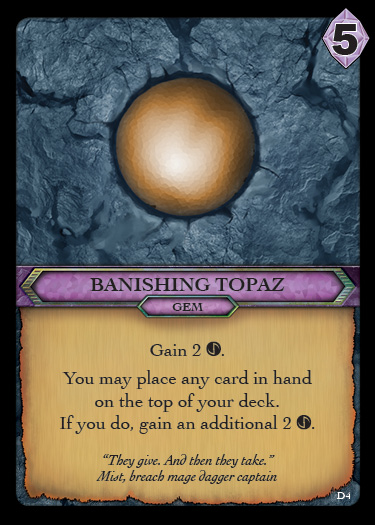 5
BANISHING TOPAZ
GEM
Gain 2 .
You may place any card in hand
on the top of your deck.
If you do, gain an additional 2 .
“They give. And then they take.”
Mist, breach mage dagger captain
D4